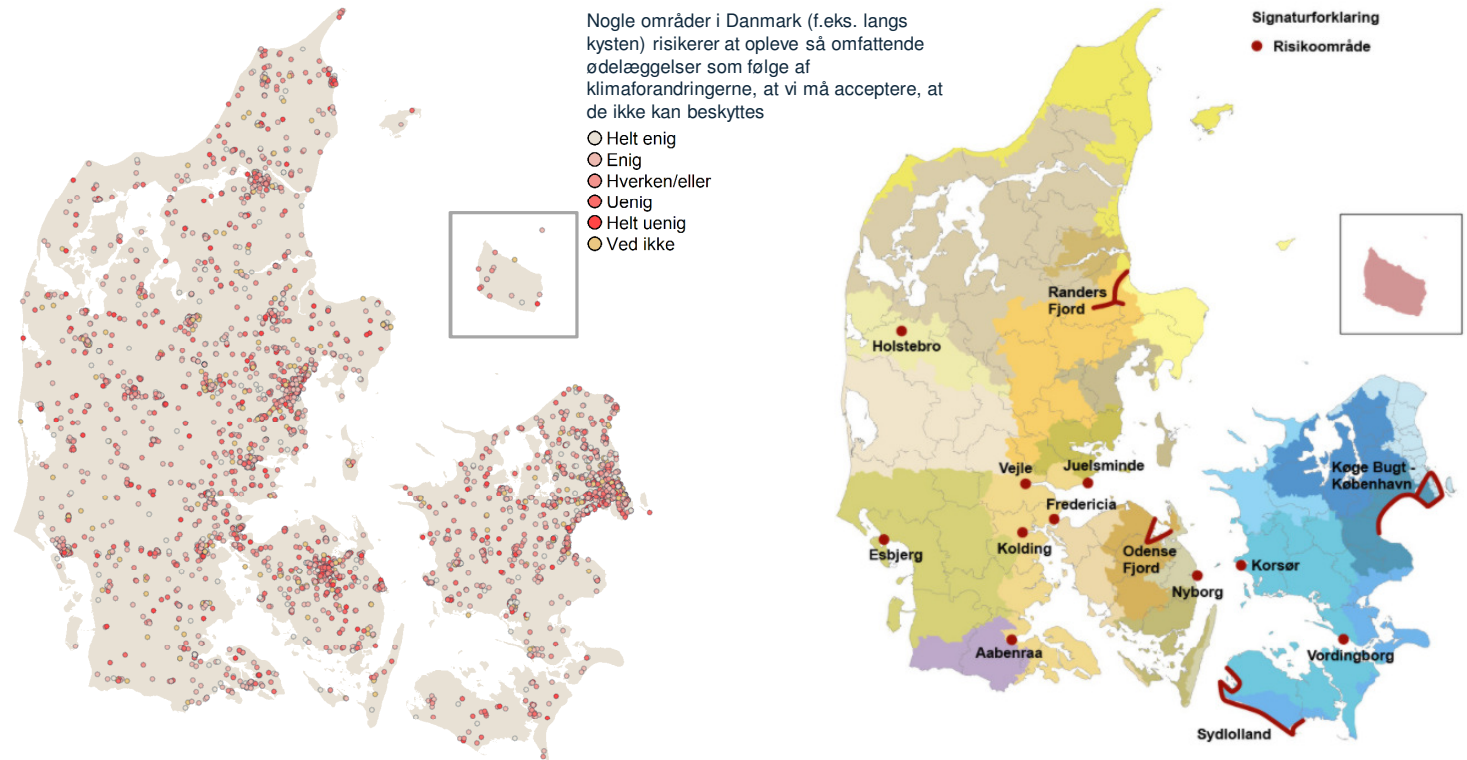 Nogle områder i Danmark (f.eks. langs
kysten) risikerer at opleve så omfattende
ødelæggelser som følge af
klimaforandringerne, at vi må acceptere, at
de ikke kan beskyttes
Helt enig
Enig
Hverken/eller
Uenig
Helt uenig
Ved ikke
Signaturforklaring
Risikoområde
Randers
Fjord
Holstebro
Vejle
Juelsminde
Fredericia
Kolding
Esbjerg
Odense
Fjord
Nyborg
Aabenraa
Køge Bugt -
København
Korsør
Vordingborg
Sydlolland